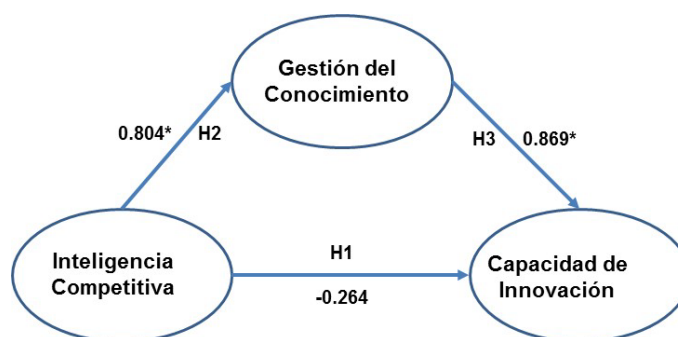 Gestión del
Conocimiento
0.804*
H2
H3
0.869*
Inteligencia
Competitiva
H1
-0.264
Capacidad de
Innovación